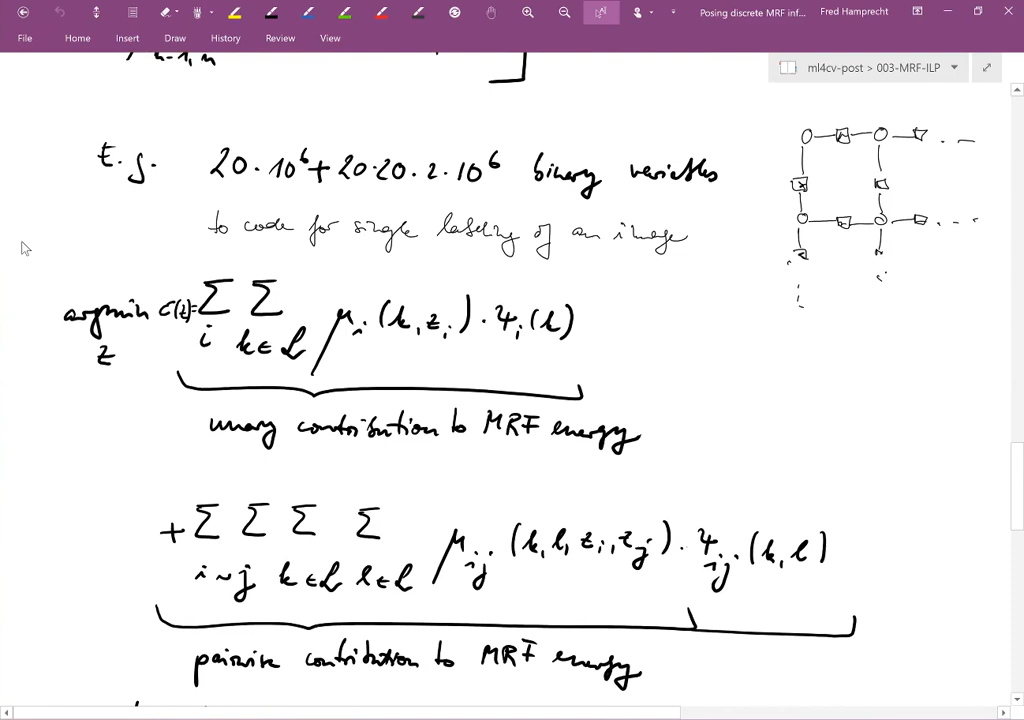 Posing discrete MRF inf... Fred Hamprecht
File Home Insert Draw History Review View
ml4cv-post > 003-MRF-ILP
n-1,n ]
E.g. 20·10⁶ + 20·20·2·10⁶ binary variables
to code for single labeling of an image
argmin E(z) = Σ Σ μᵢ(k, zᵢ) · Ψᵢ(k)
z i k∈ℒ
unary contribution to MRF energy
+ Σ Σ Σ Σ μᵢⱼ(k, l, zᵢ, zⱼ) · Ψᵢⱼ(k, l)
i~j k∈ℒ l∈ℒ
pairwise contribution to MRF energy